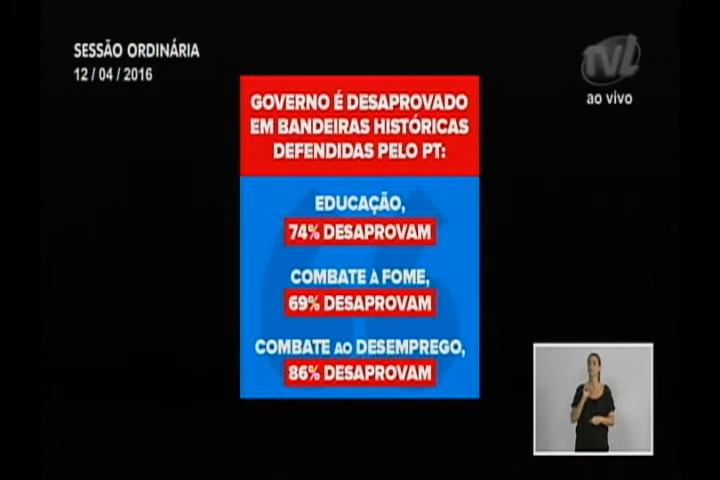 SESSÃO ORDINÁRIA
12 / 04 / 2016
TVL
ao vivo
GOVERNO É DESAPROVADO
EM BANDEIRAS HISTÓRICAS
DEFENDIDAS PELO PT:
EDUCAÇÃO,
74% DESAPROVAM
COMBATE À FOME,
69% DESAPROVAM
COMBATE AO DESEMPREGO,
86% DESAPROVAM